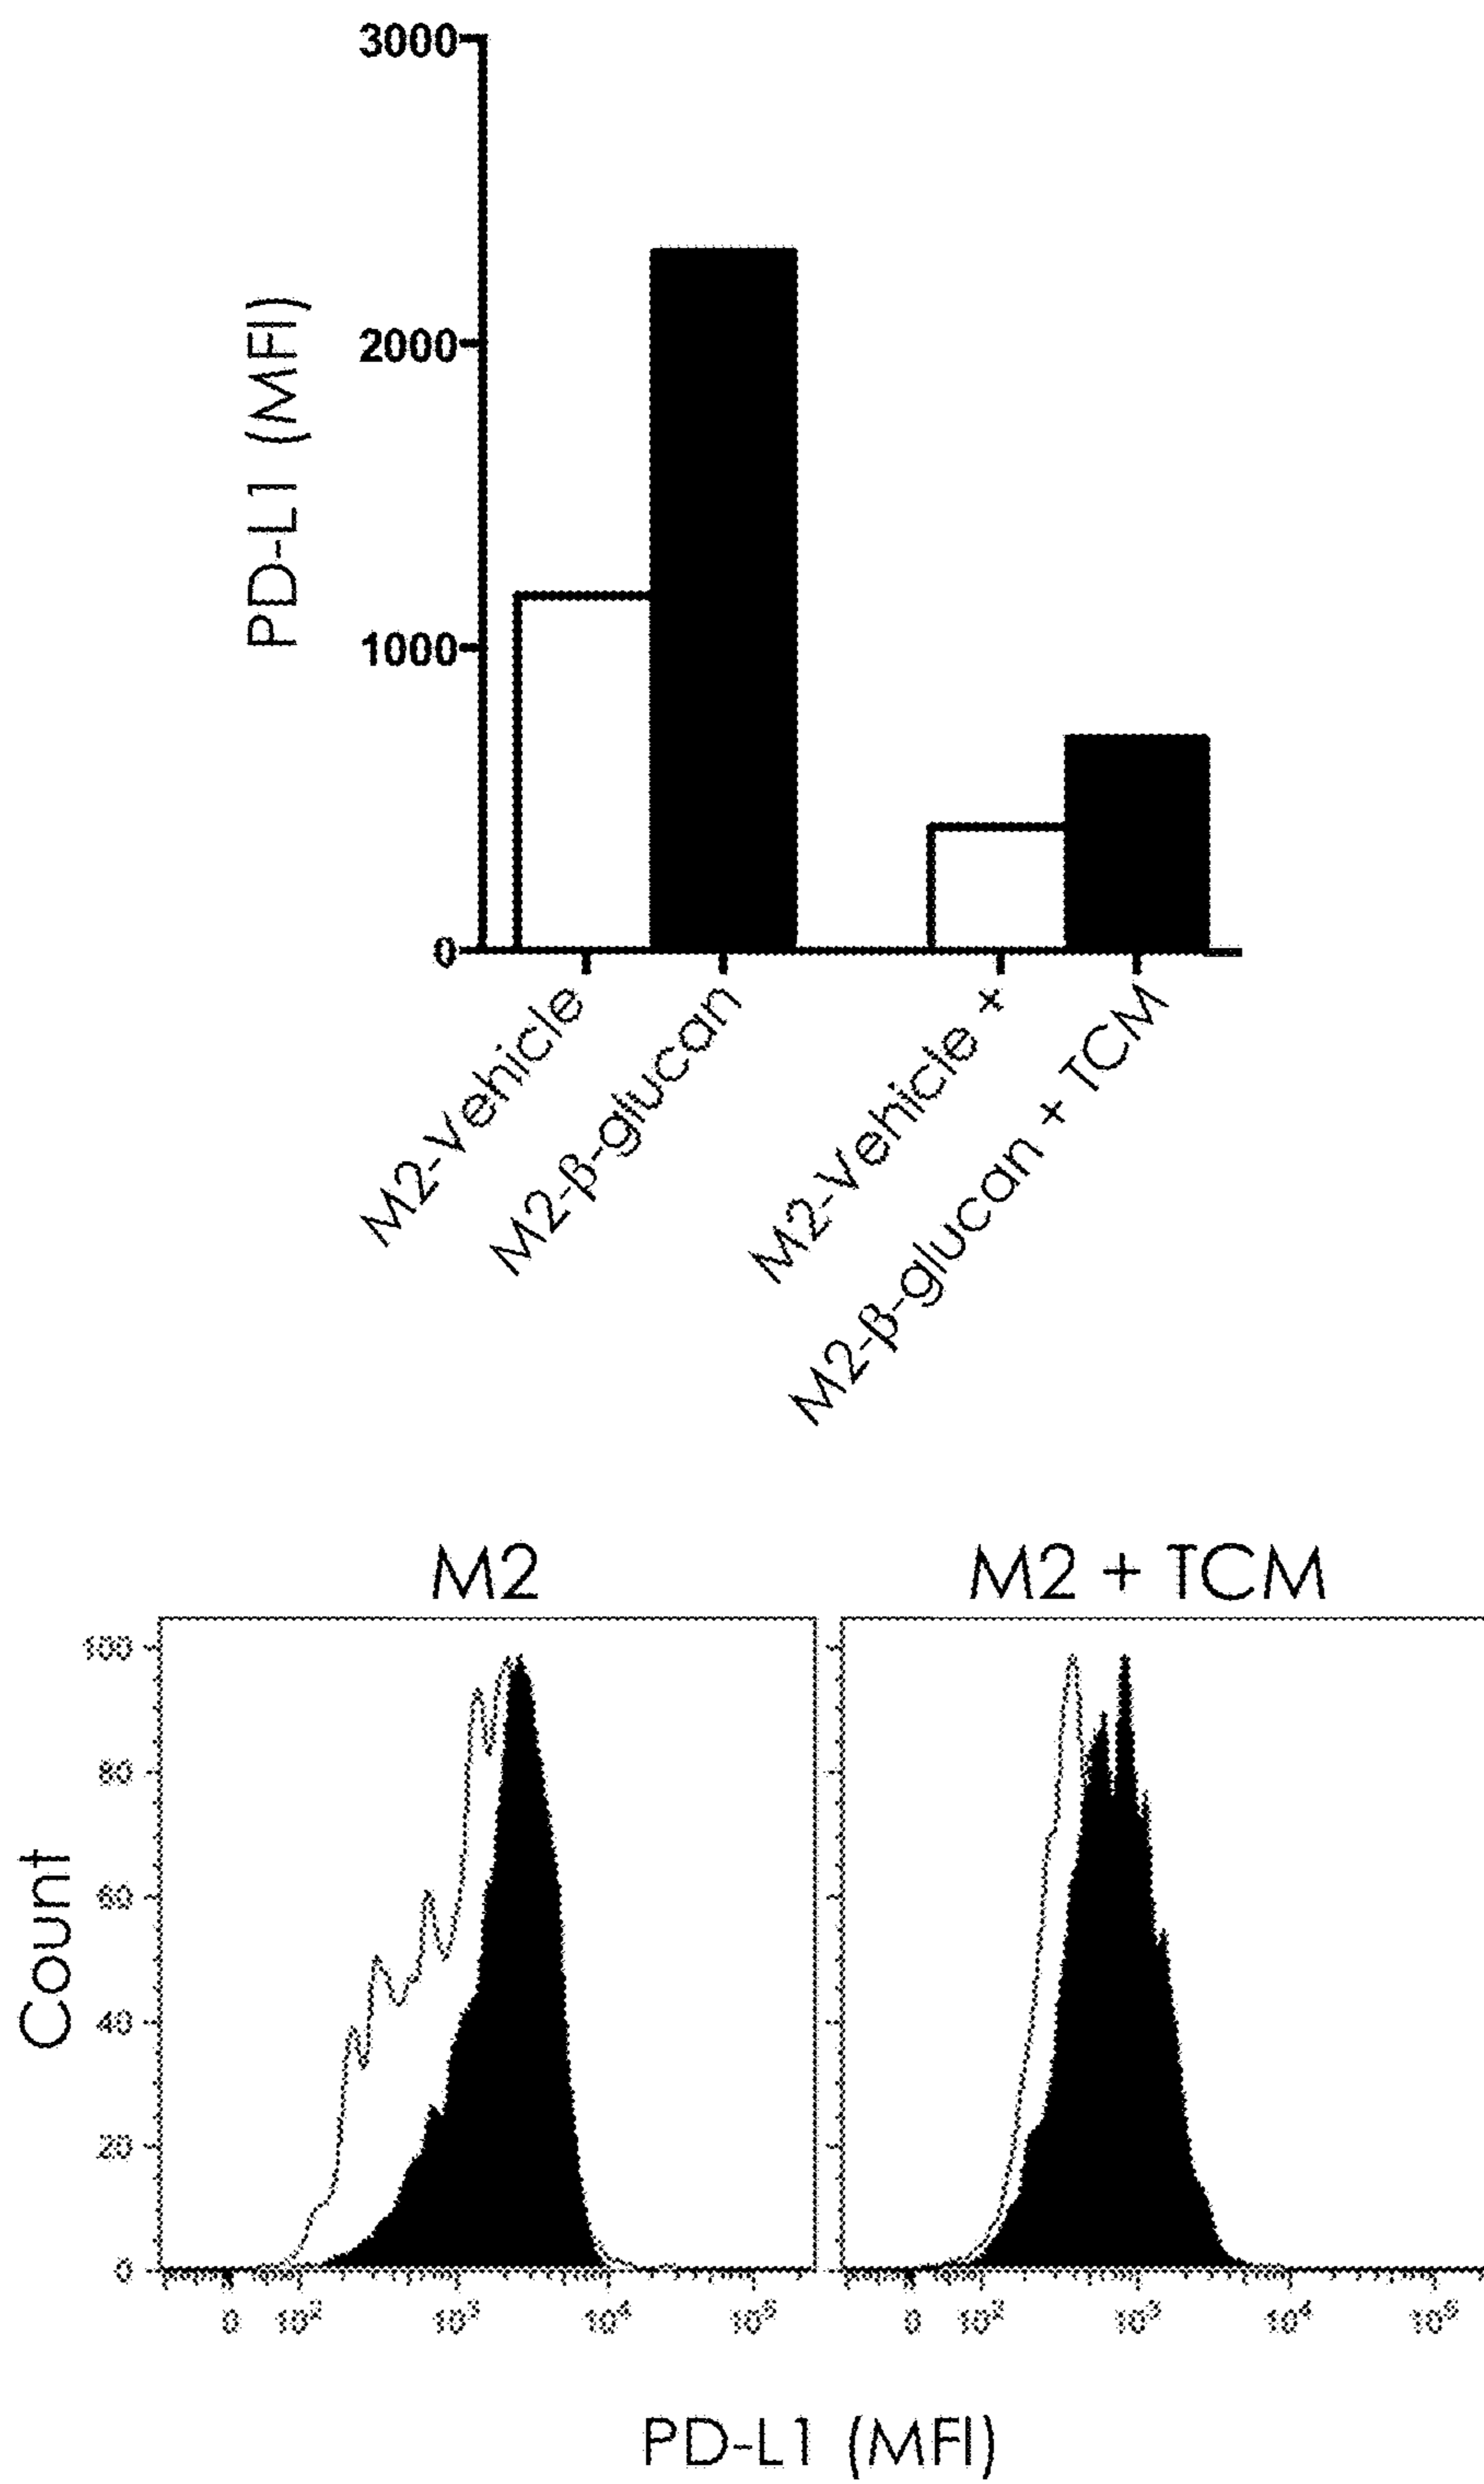 3000
2000
1000
0
PD-L1 (MFI)
M2-Vehicle
M2-β-glucan
M2-Vehicle +
M2-β-glucan + TCM
M2
M2 + TCM
100
80
60
40
20
0
Count
0 10² 10³ 10⁴ 10⁵
0 10² 10³ 10⁴ 10⁵
PD-L1 (MFI)